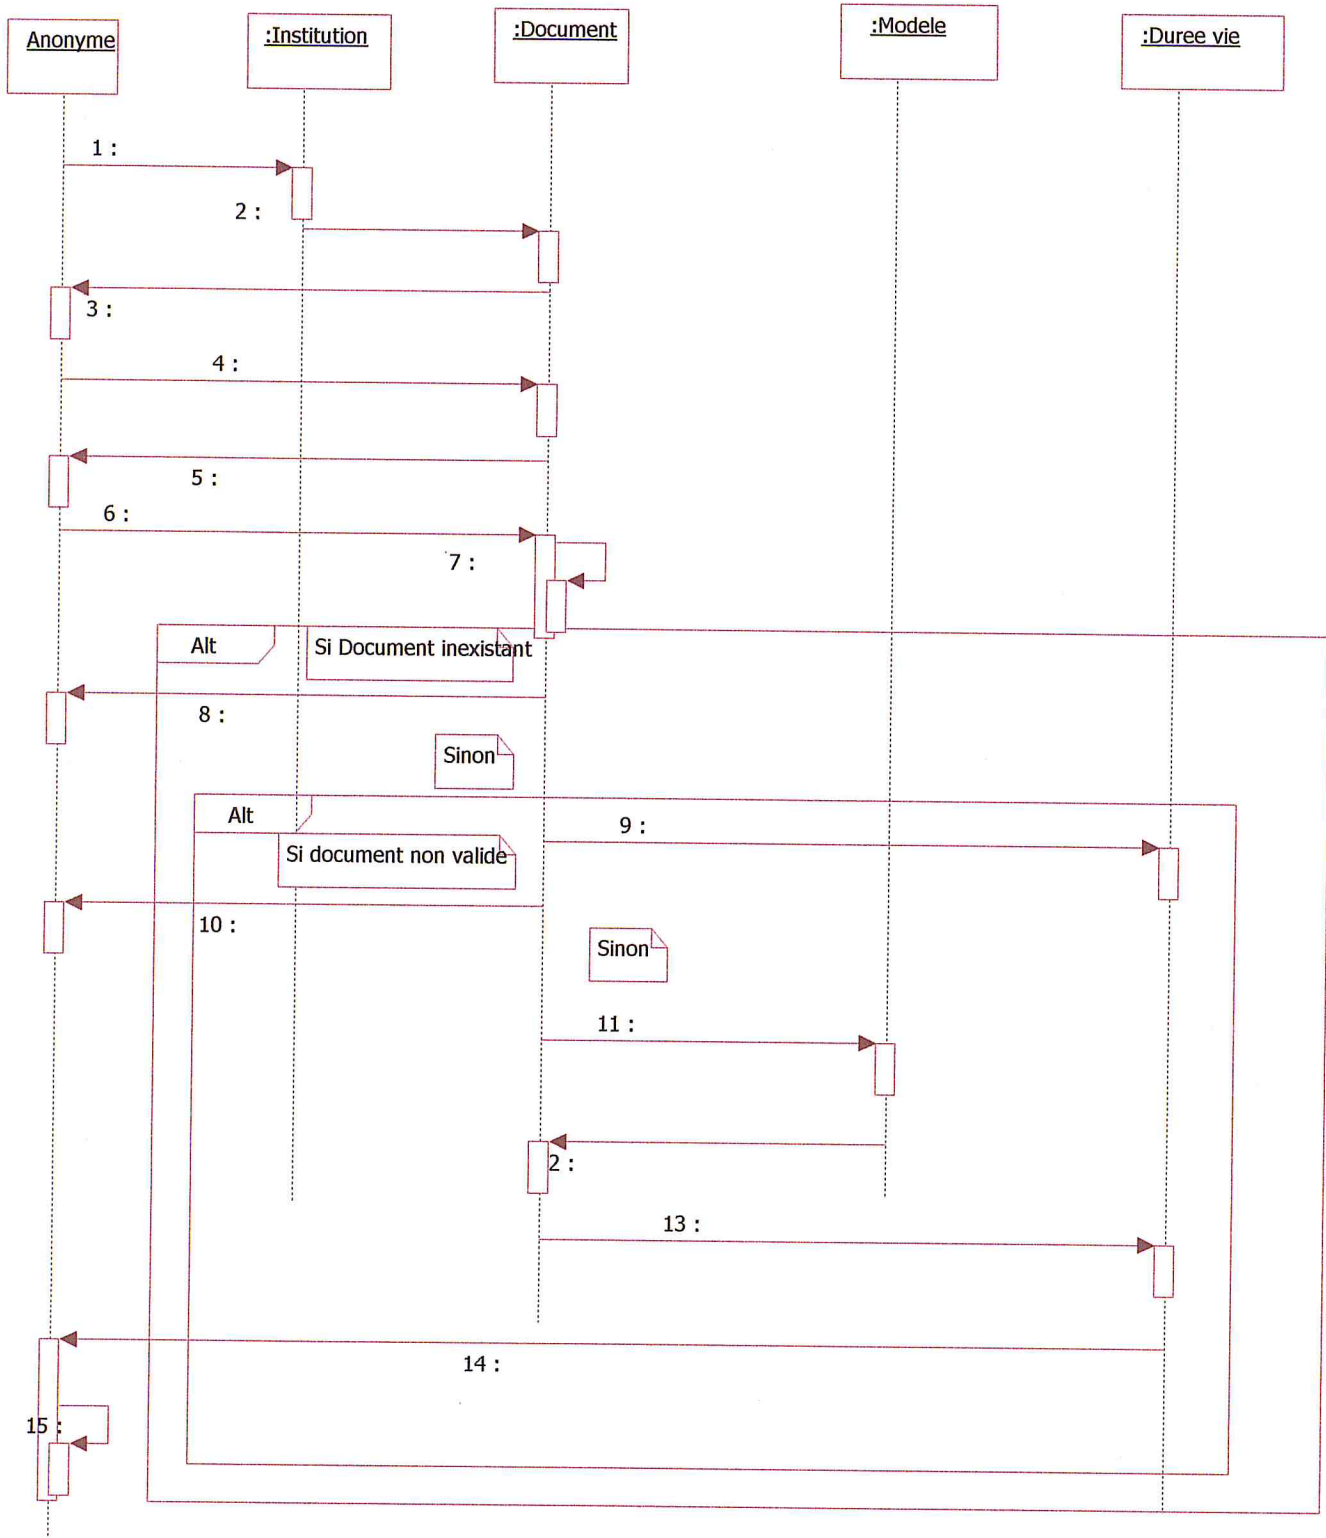 Anonyme
:Institution
:Document
:Modele
:Duree vie
1 :
2 :
3 :
4 :
5 :
6 :
7 :
Alt
Si Document inexistant
8 :
Sinon
Alt
9 :
Si document non valide
10 :
Sinon
11 :
2 :
13 :
14 :
15 :